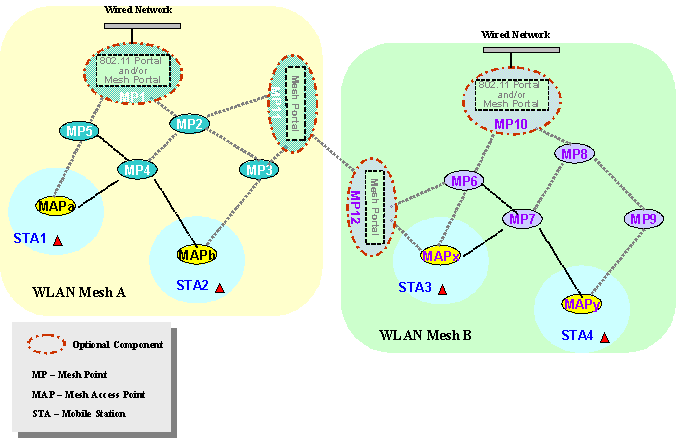 Wired Network
802.11 Portal
and/or
Mesh Portal
MP1
Mesh Portal
MP5
MP2
MP4
MP3
MAPa
STA1
MAPb
STA2
WLAN Mesh A
Wired Network
802.11 Portal
and/or
Mesh Portal
MP10
MP8
Mesh Portal
MP12
MP6
MP7
MP9
MAPx
STA3
MAPy
STA4
WLAN Mesh B
Optional Component
MP – Mesh Point
MAP – Mesh Access Point
STA – Mobile Station